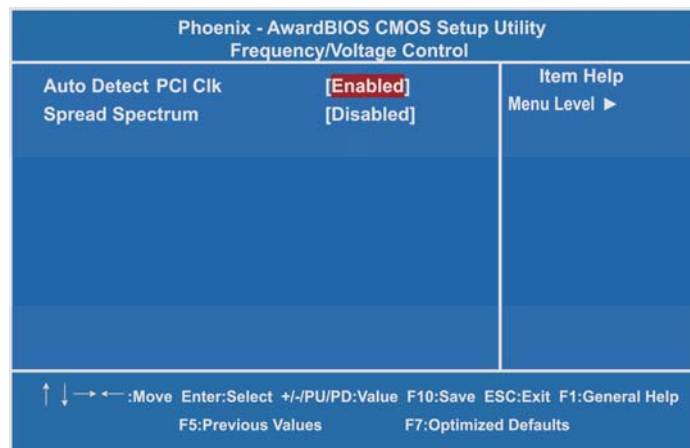 Phoenix - AwardBIOS CMOS Setup Utility
Frequency/Voltage Control
Auto Detect PCI Clk [Enabled]
Spread Spectrum [Disabled]
Item Help
Menu Level ►
↑ ↓ → ← :Move Enter:Select +/-/PU/PD:Value F10:Save ESC:Exit F1:General Help
F5:Previous Values F7:Optimized Defaults